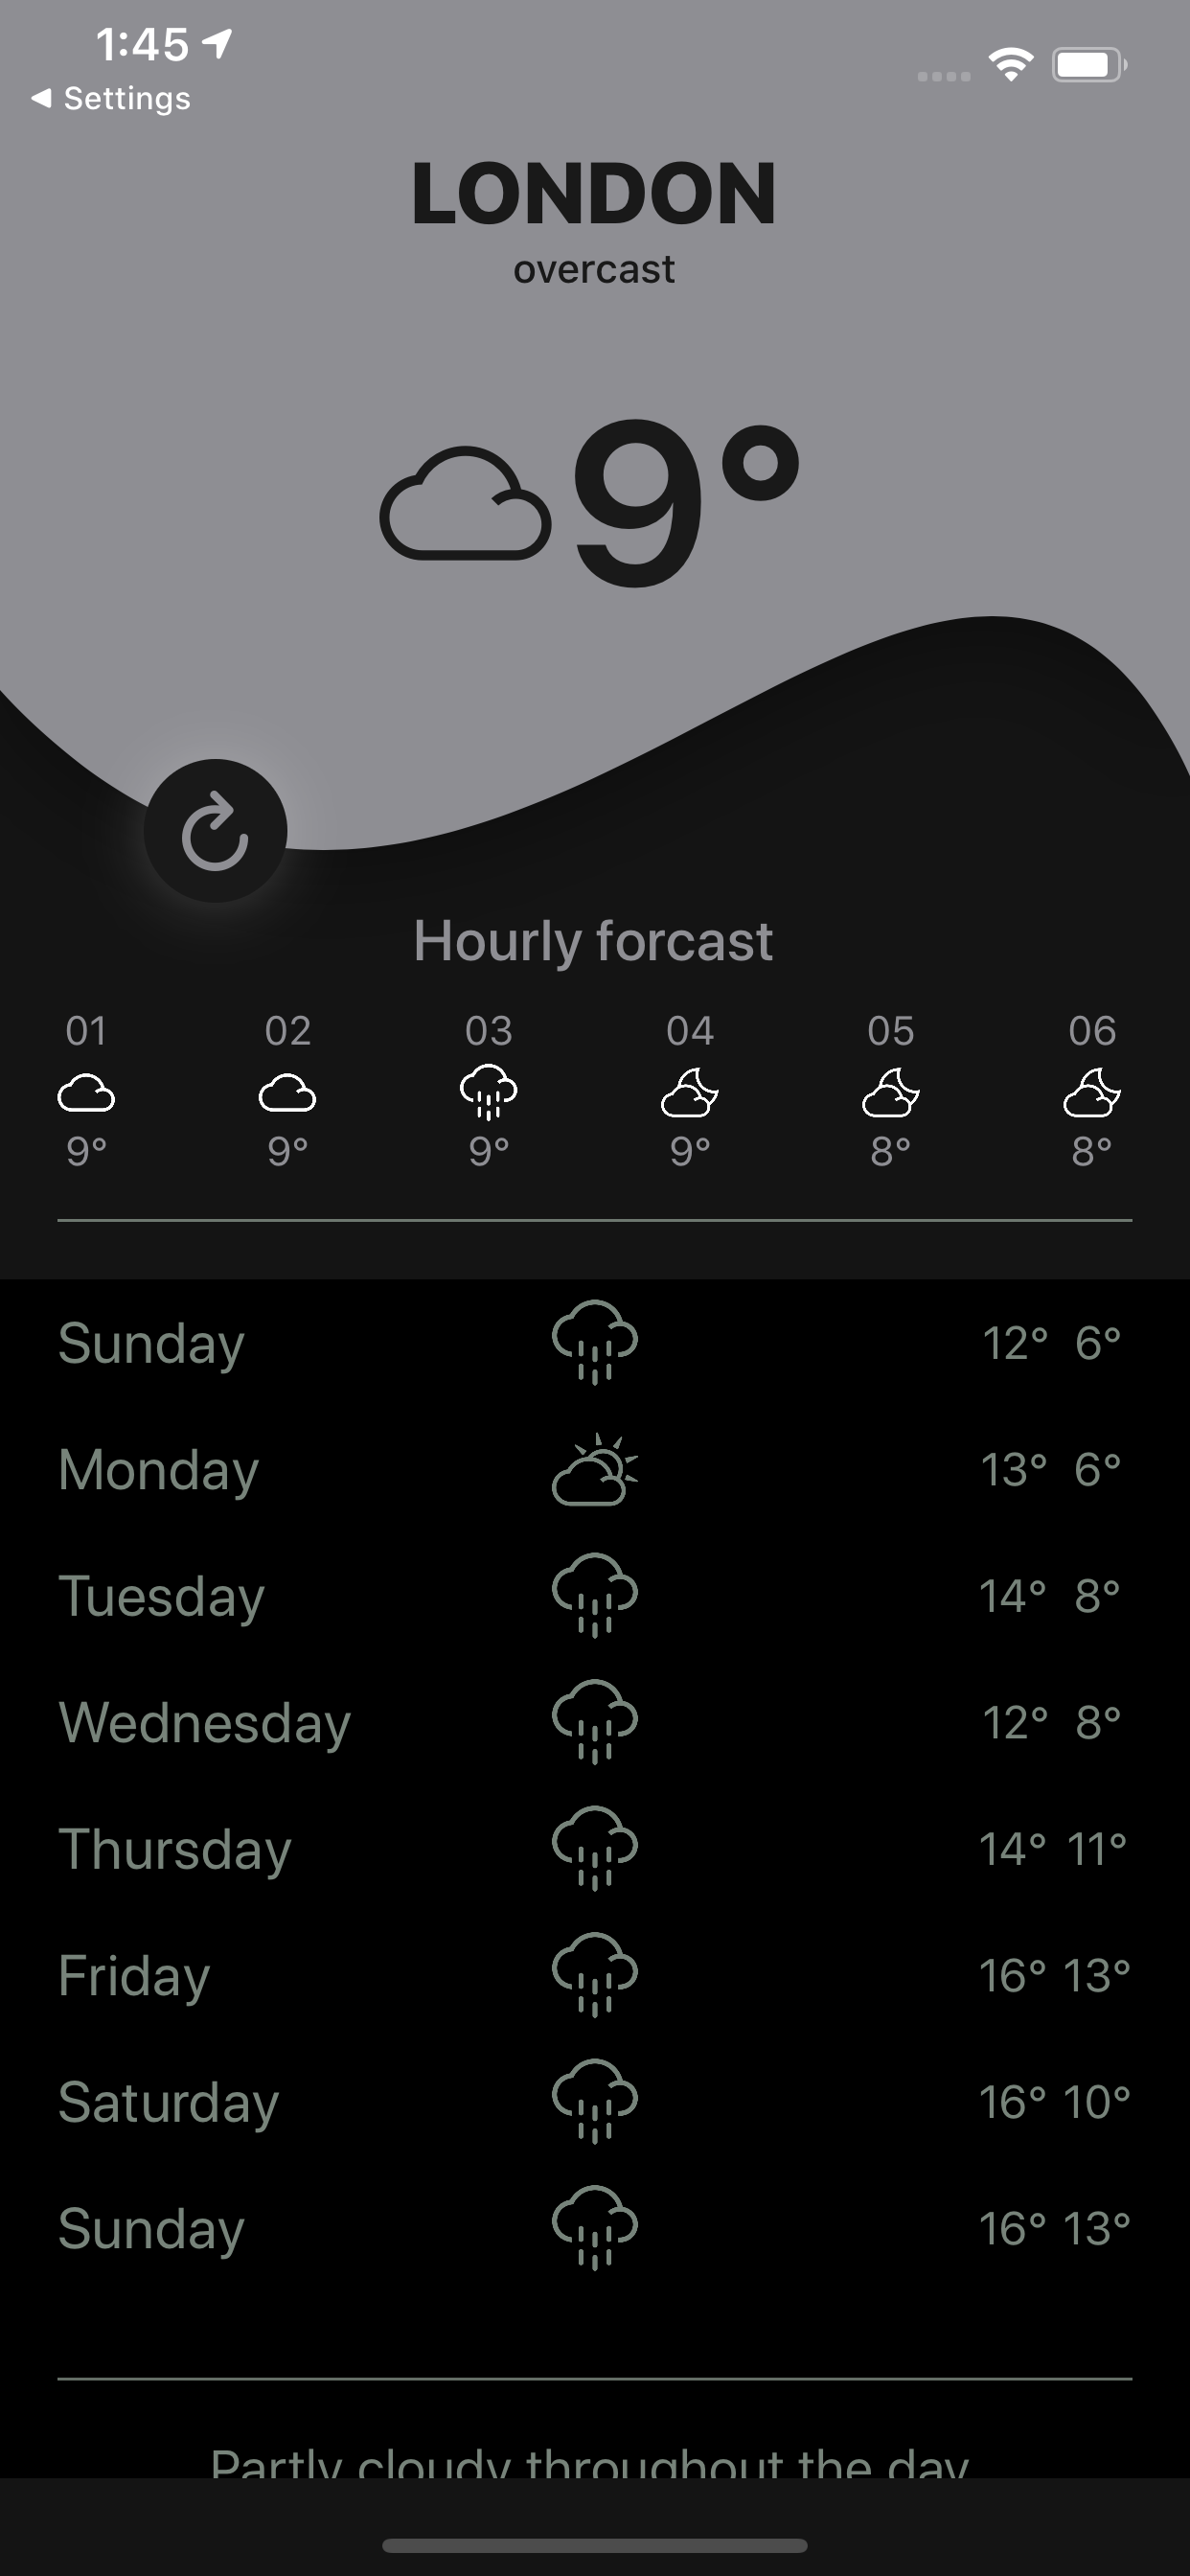 1:45
Settings
LONDON
overcast
9°
Hourly forcast
01 02 03 04 05 06
9° 9° 9° 9° 8° 8°
Sunday 12° 6°
Monday 13° 6°
Tuesday 14° 8°
Wednesday 12° 8°
Thursday 14° 11°
Friday 16° 13°
Saturday 16° 10°
Sunday 16° 13°
Partly cloudy throughout the day